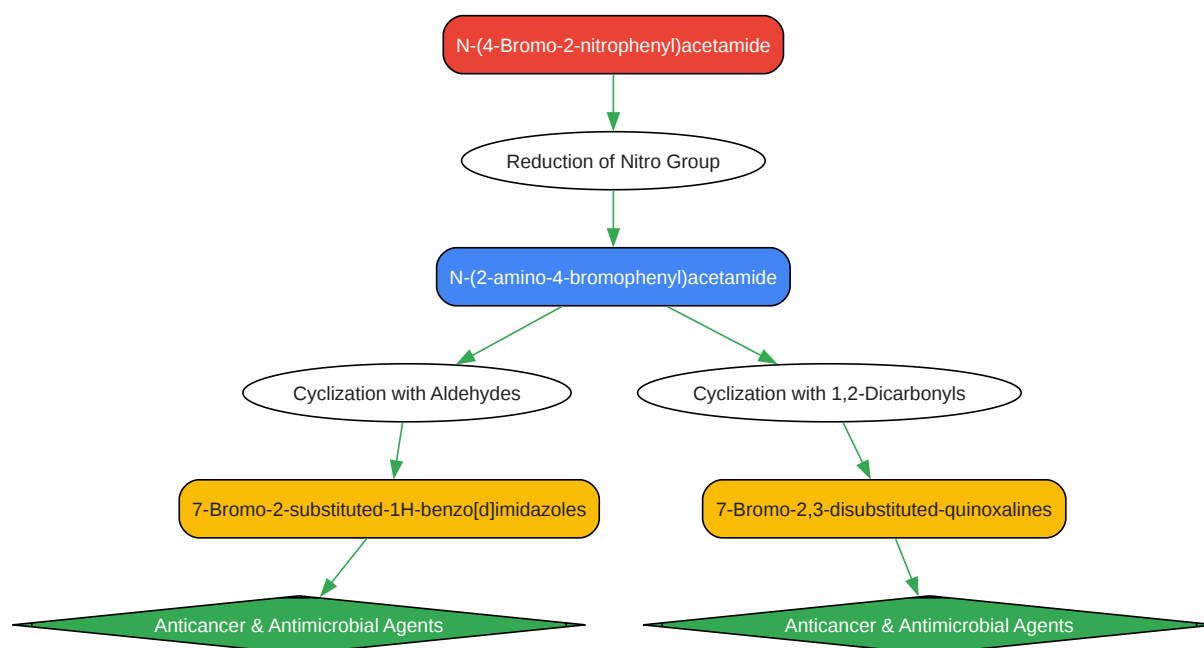 N-(4-Bromo-2-nitrophenyl)acetamide
Reduction of Nitro Group
N-(2-amino-4-bromophenyl)acetamide
Cyclization with Aldehydes
Cyclization with 1,2-Dicarbonyls
7-Bromo-2-substituted-1H-benzo[d]imidazoles
7-Bromo-2,3-disubstituted-quinoxalines
Anticancer & Antimicrobial Agents
Anticancer & Antimicrobial Agents